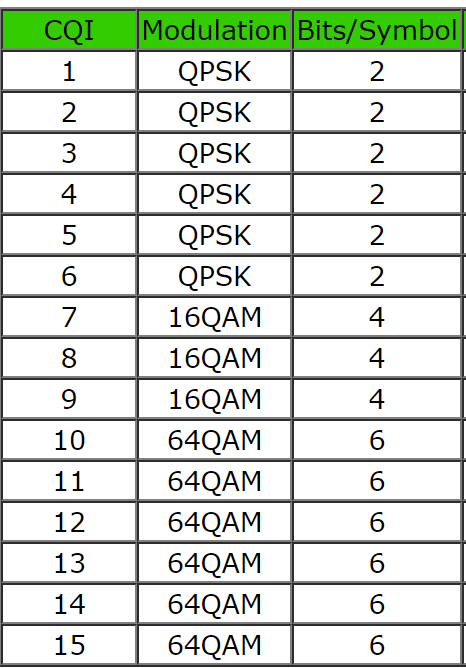 CQI Modulation Bits/Symbol
1 QPSK 2
2 QPSK 2
3 QPSK 2
4 QPSK 2
5 QPSK 2
6 QPSK 2
7 16QAM 4
8 16QAM 4
9 16QAM 4
10 64QAM 6
11 64QAM 6
12 64QAM 6
13 64QAM 6
14 64QAM 6
15 64QAM 6